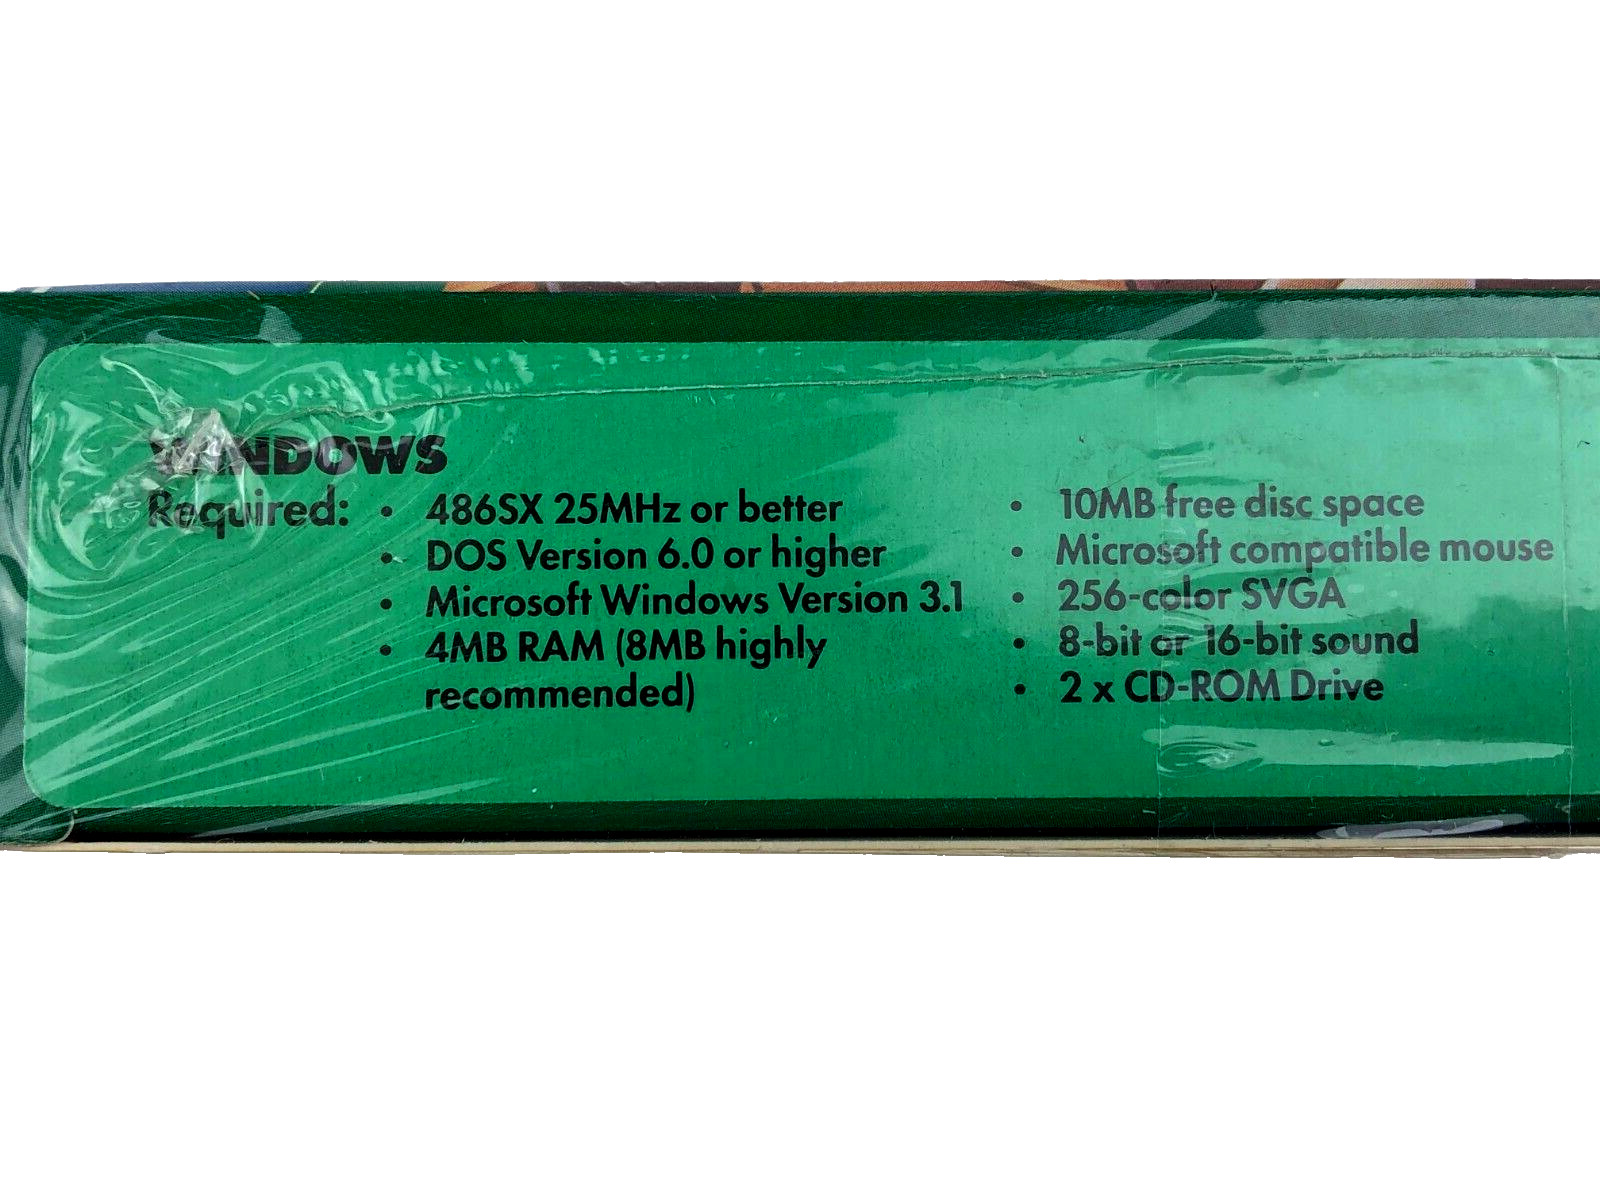 WINDOWS
Required: • 486SX 25MHz or better
• DOS Version 6.0 or higher
• Microsoft Windows Version 3.1
• 4MB RAM (8MB highly
recommended)
• 10MB free disc space
• Microsoft compatible mouse
• 256-color SVGA
• 8-bit or 16-bit sound
• 2 x CD-ROM Drive